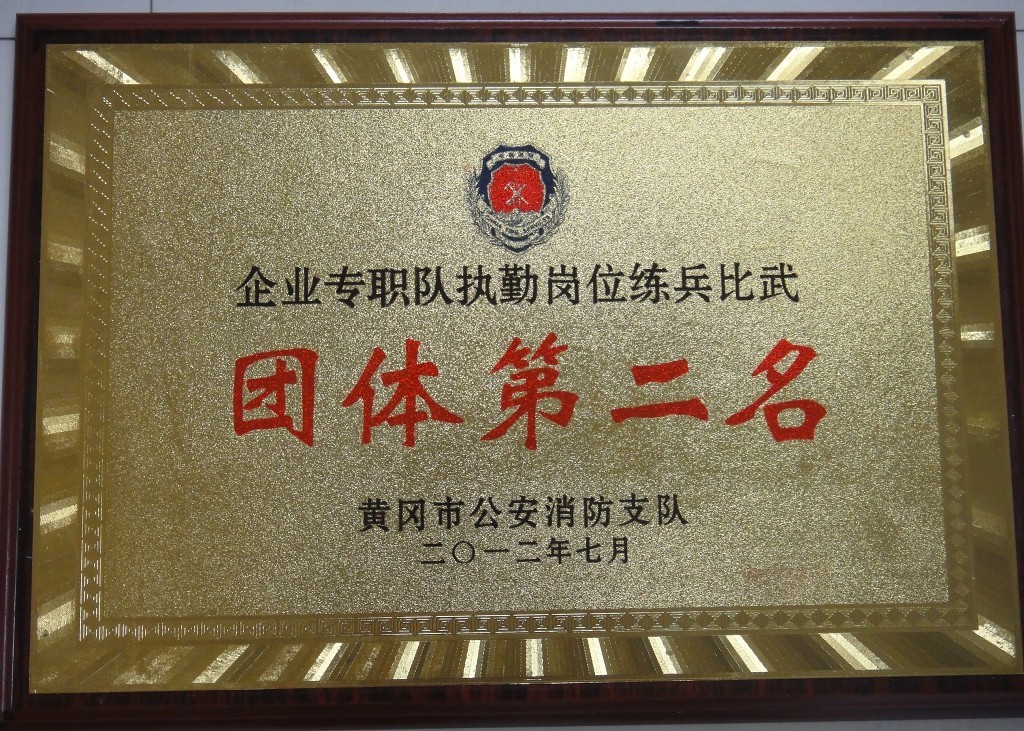 企业专职队执勤岗位练兵比武
团体第二名
黄冈市公安消防支队
二〇一二年七月